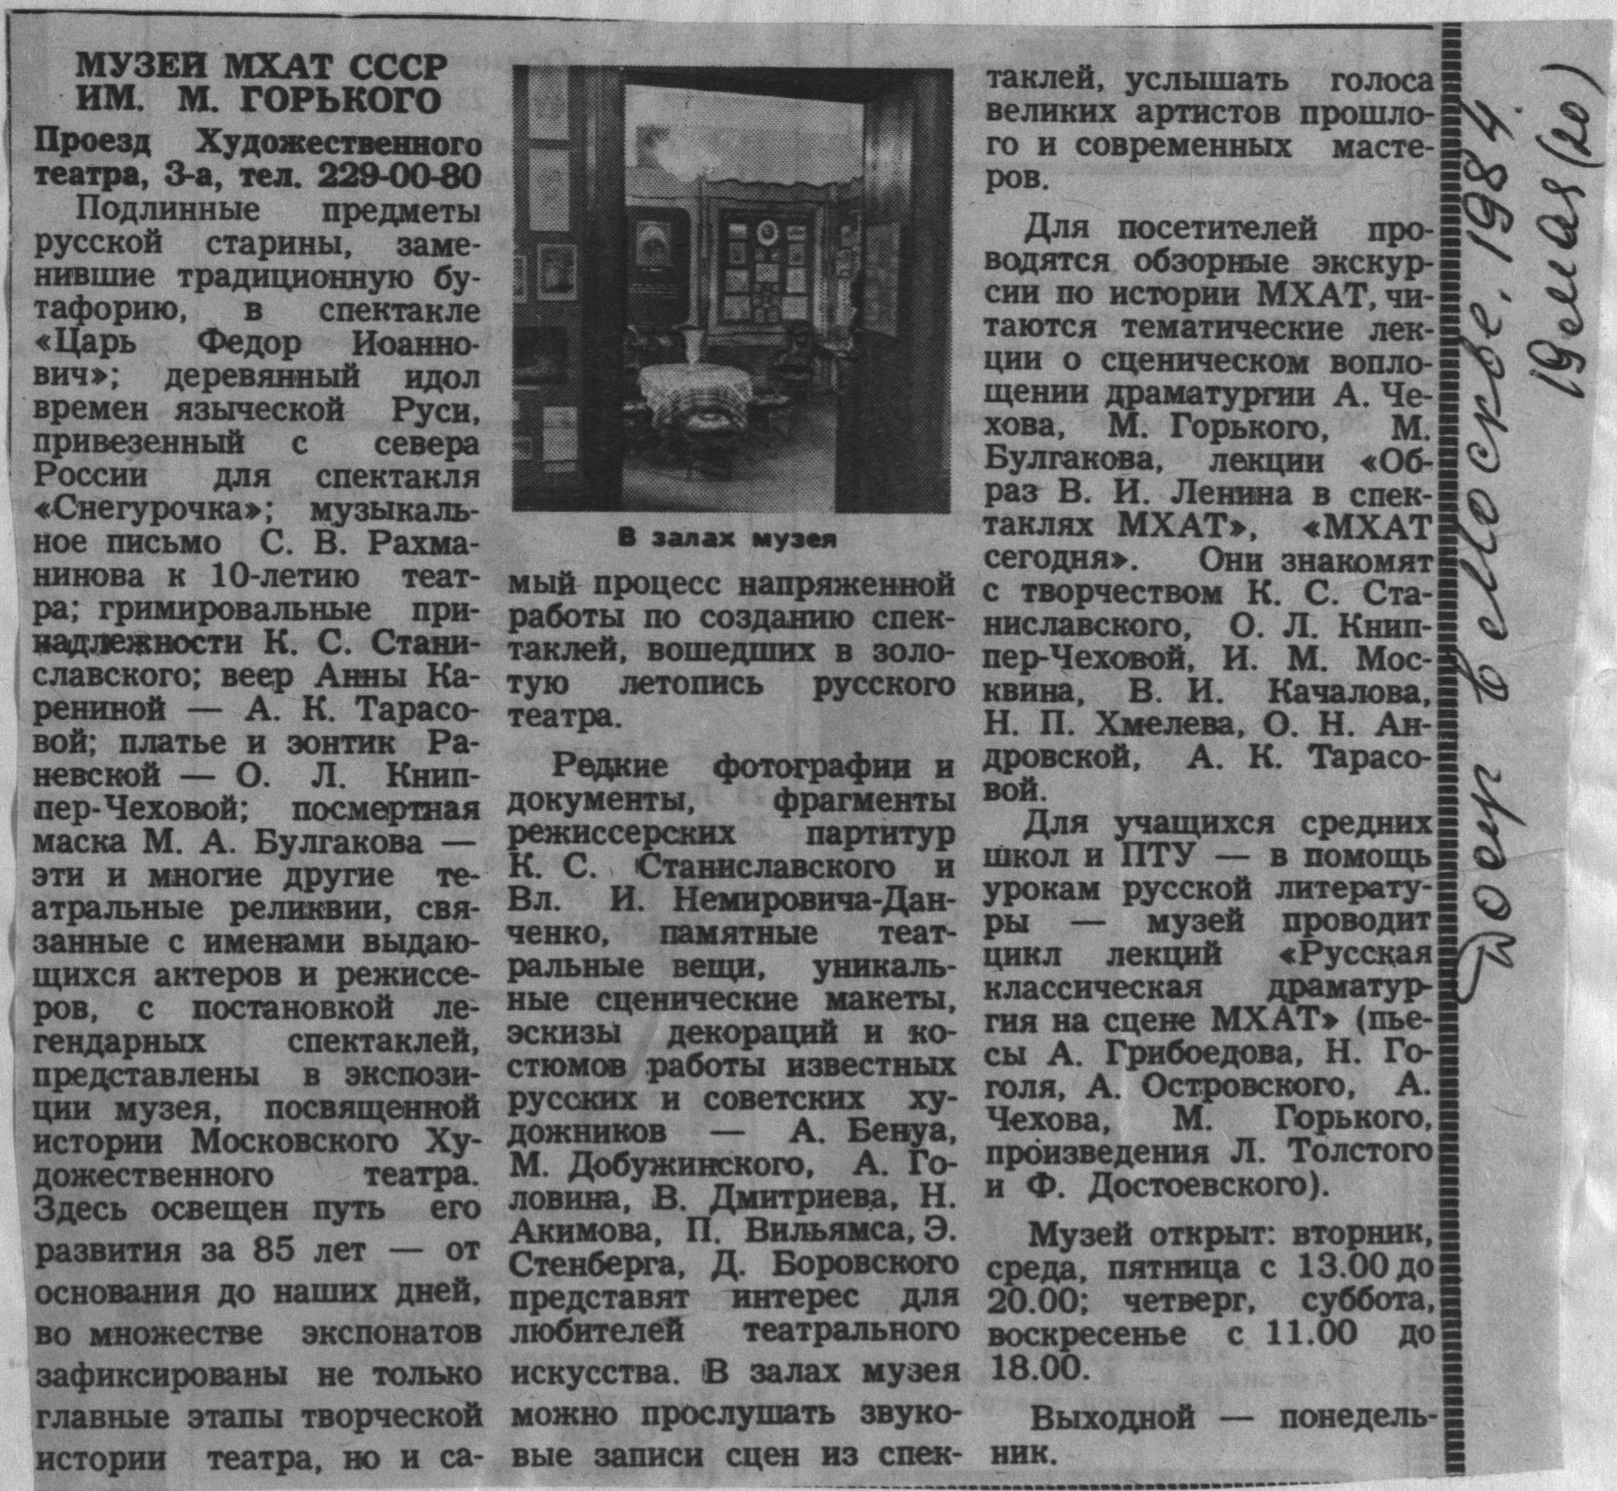 МУЗЕЙ МХАТ СССР
ИМ. М. ГОРЬКОГО
Проезд Художественного
театра, 3-а, тел. 229-00-80
Подлинные предметы
русской старины, заме-
нившие традиционную бу-
тафорию, в спектакле
«Царь Федор Иоанно-
вич»; деревянный идол
времен языческой Руси,
привезенный с севера
России для спектакля
«Снегурочка»; музыкаль-
ное письмо С. В. Рахма-
нинова к 10-летию теат-
ра; гримировальные при-
надлежности К. С. Стани-
славского; веер Анны Ка-
рениной — А. К. Тарасо-
вой; платье и зонтик Ра-
невской — О. Л. Книп-
пер-Чеховой; посмертная
маска М. А. Булгакова —
эти и многие другие те-
атральные реликвии, свя-
занные с именами выдаю-
щихся актеров и режиссе-
ров, с постановкой ле-
гендарных спектаклей,
представлены в экспози-
ции музея, посвященной
истории Московского Ху-
дожественного театра.
Здесь освещен путь его
развития за 85 лет — от
основания до наших дней,
во множестве экспонатов
зафиксированы не только
главные этапы творческой
истории театра, но и са-
В залах музея
мый процесс напряженной
работы по созданию спек-
таклей, вошедших в золо-
тую летопись русского
театра.
Редкие фотографии и
документы, фрагменты
режиссерских партитур
К. С. Станиславского и
Вл. И. Немировича-Дан-
ченко, памятные теат-
ральные вещи, уникаль-
ные сценические макеты,
эскизы декораций и ко-
стюмов работы известных
русских и советских ху-
дожников — А. Бенуа,
М. Добужинского, А. Го-
ловина, В. Дмитриева, Н.
Акимова, П. Вильямса, Э.
Стенберга, Д. Боровского
представят интерес для
любителей театрального
искусства. В залах музея
можно прослушать звуко-
вые записи сцен из спек-
таклей, услышать голоса
великих артистов прошло-
го и современных масте-
ров.
Для посетителей про-
водятся обзорные экскур-
сии по истории МХАТ, чи-
таются тематические лек-
ции о сценическом вопло-
щении драматургии А. Че-
хова, М. Горького, М.
Булгакова, лекции «Об-
раз В. И. Ленина в спек-
таклях МХАТ», «МХАТ
сегодня». Они знакомят
с творчеством К. С. Ста-
ниславского, О. Л. Книп-
пер-Чеховой, И. М. Мос-
квина, В. И. Качалова,
Н. П. Хмелева, О. Н. Ан-
дровской, А. К. Тарасо-
вой.
Для учащихся средних
школ и ПТУ — в помощь
урокам русской литерату-
ры — музей проводит
цикл лекций «Русская
классическая драматур-
гия на сцене МХАТ» (пье-
сы А. Грибоедова, Н. Го-
голя, А. Островского, А.
Чехова, М. Горького,
произведения Л. Толстого
и Ф. Достоевского).
Музей открыт: вторник,
среда, пятница с 13.00 до
20.00; четверг, суббота,
воскресенье с 11.00 до
18.00.
Выходной — понедель-
ник.
Досуг в Москве. 1984.
19 мая (20)